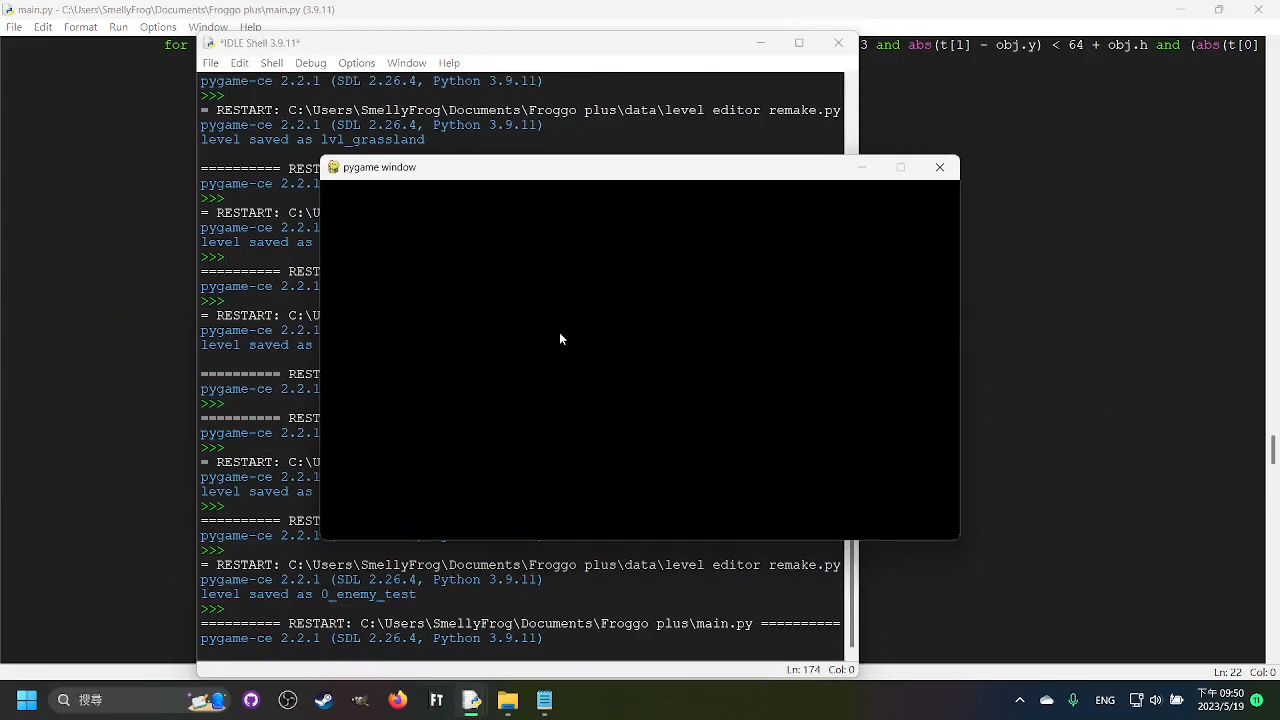 main.py - C:\Users\SmellyFrog\Documents\Froggo plus\main.py (3.9.11)
File Edit Format Run Options Window Help
for
3 and abs(t[1] - obj.y) < 64 + obj.h and (abs(t[0]
*IDLE Shell 3.9.11*
File Edit Shell Debug Options Window Help
pygame-ce 2.2.1 (SDL 2.26.4, Python 3.9.11)
>>>
= RESTART: C:\Users\SmellyFrog\Documents\Froggo plus\data\level editor remake.py
pygame-ce 2.2.1 (SDL 2.26.4, Python 3.9.11)
level saved as lvl_grassland
========== REST
pygame-ce 2.2.1
>>>
= RESTART: C:\U
pygame-ce 2.2.1
level saved as
>>>
========== REST
pygame-ce 2.2.1
>>>
= RESTART: C:\U
pygame-ce 2.2.1
level saved as
========== REST
pygame-ce 2.2.1
>>>
========== REST
pygame-ce 2.2.1
>>>
= RESTART: C:\U
pygame-ce 2.2.1
level saved as
>>>
========== REST
pygame-ce 2.2.1
>>>
= RESTART: C:\Users\SmellyFrog\Documents\Froggo plus\data\level editor remake.py
pygame-ce 2.2.1 (SDL 2.26.4, Python 3.9.11)
level saved as 0_enemy_test
>>>
========== RESTART: C:\Users\SmellyFrog\Documents\Froggo plus\main.py ==========
pygame-ce 2.2.1 (SDL 2.26.4, Python 3.9.11)
Ln: 174 Col: 0
pygame window
Ln: 22 Col: 0
搜尋
ENG
下午 09:50
2023/5/19
11